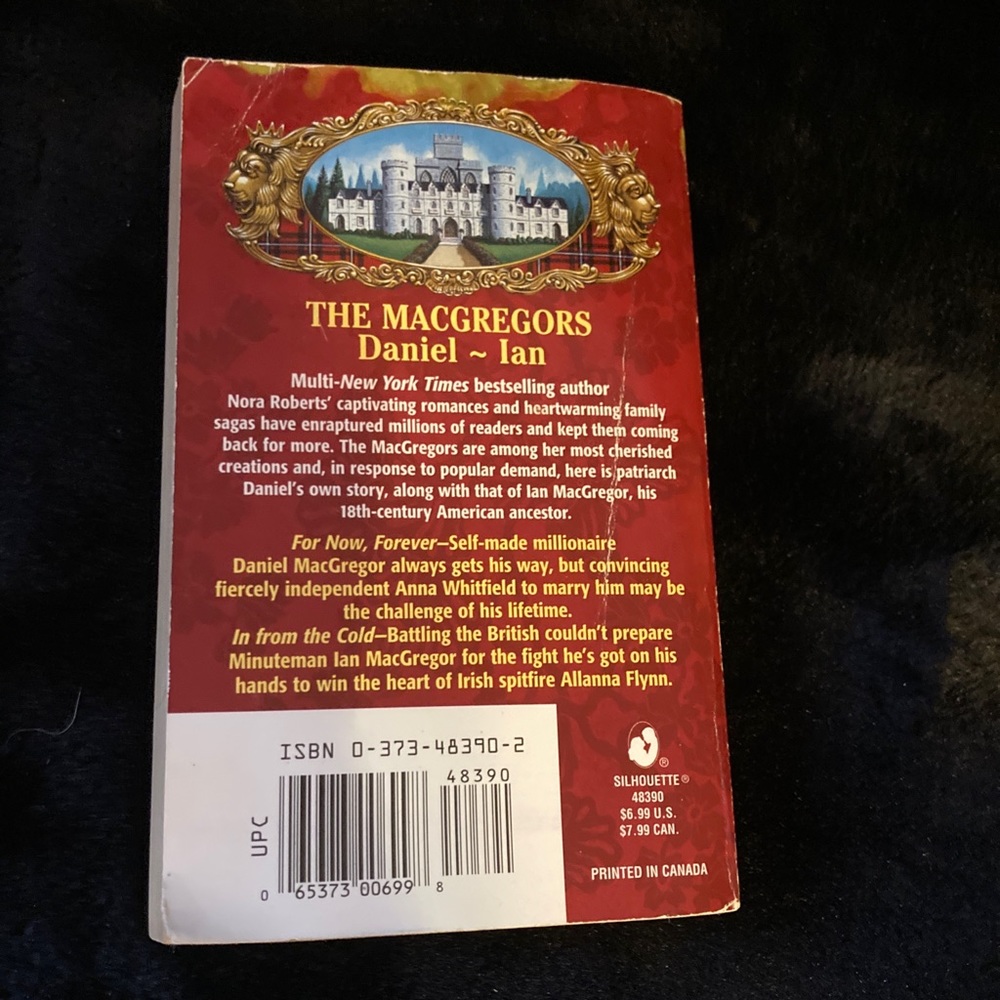 THE MACGREGORS
Daniel ~ Ian
Multi-New York Times bestselling author
Nora Roberts' captivating romances and heartwarming family
sagas have enraptured millions of readers and kept them coming
back for more. The MacGregors are among her most cherished
creations and, in response to popular demand, here is patriarch
Daniel's own story, along with that of Ian MacGregor, his
18th-century American ancestor.
For Now, Forever—Self-made millionaire
Daniel MacGregor always gets his way, but convincing
fiercely independent Anna Whitfield to marry him may be
the challenge of his lifetime.
In from the Cold—Battling the British couldn't prepare
Minuteman Ian MacGregor for the fight he's got on his
hands to win the heart of Irish spitfire Allanna Flynn.
ISBN 0-373-48390-2
48390
UPC
0 65373 00699 8
®
SILHOUETTE®
48390
$6.99 U.S.
$7.99 CAN.
PRINTED IN CANADA